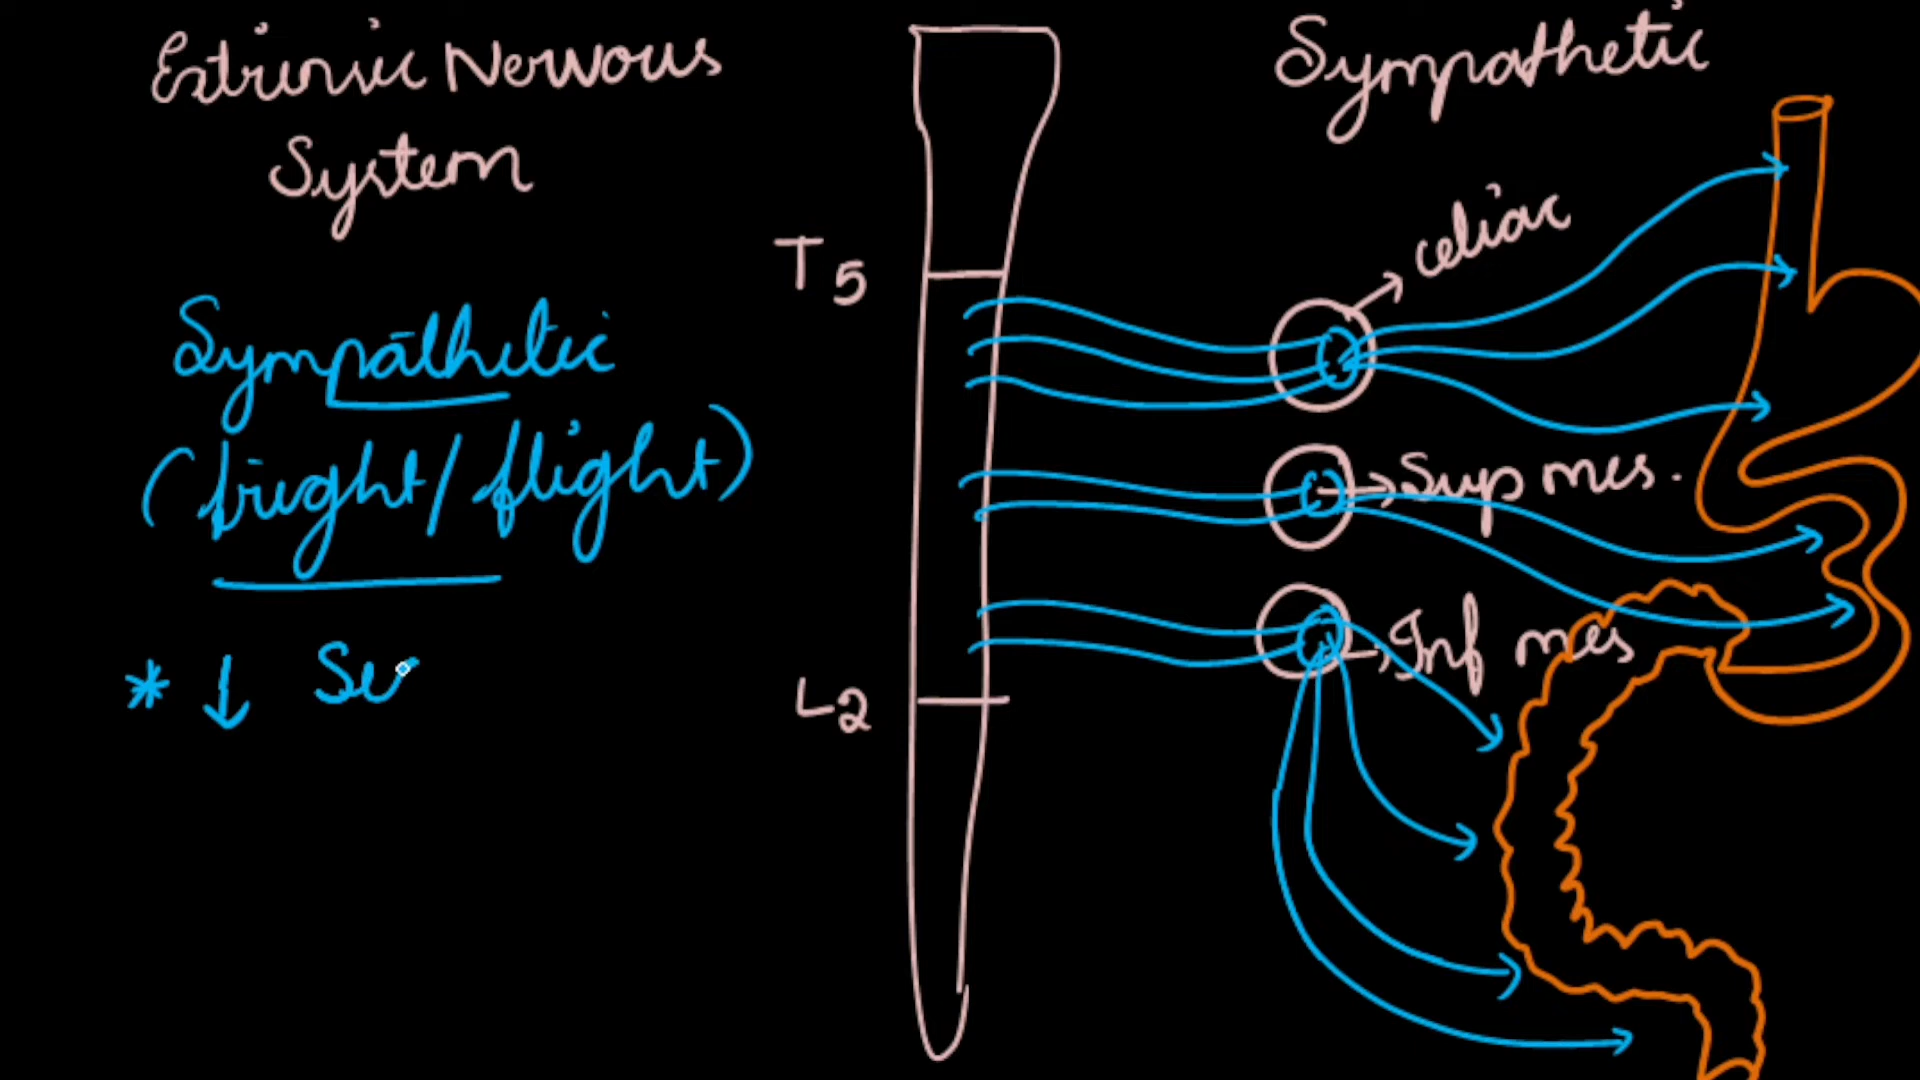 Extrinsic Nervous
System
Sympathetic
(fright/flight)
* ↓ Se
T5
L2
Sympathetic
celiac
Sup mes.
Inf mes